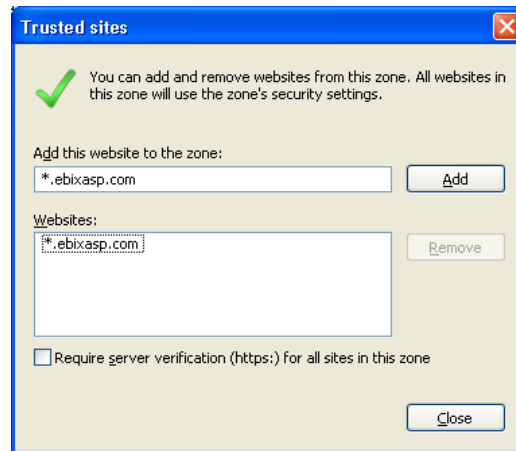 Trusted sites
You can add and remove websites from this zone. All websites in
this zone will use the zone's security settings.
Add this website to the zone:
*.ebixasp.com
Add
Websites:
*.ebixasp.com
Remove
Require server verification (https:) for all sites in this zone
Close